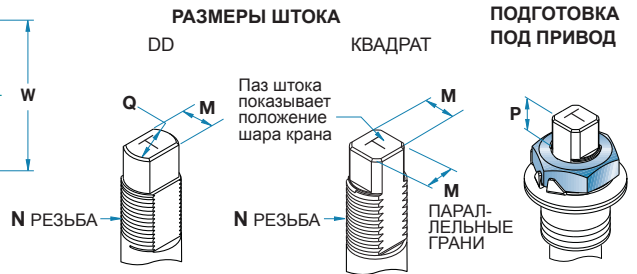 РАЗМЕРЫ ШТОКА
ПОДГОТОВКА
ПОД ПРИВОД
DD
КВАДРАТ
W
Q
M
Паз штока
показывает
положение
шара крана
M
P
M
ПАРАЛ-
ЛЕЛЬНЫЕ
ГРАНИ
N РЕЗЬБА
N РЕЗЬБА